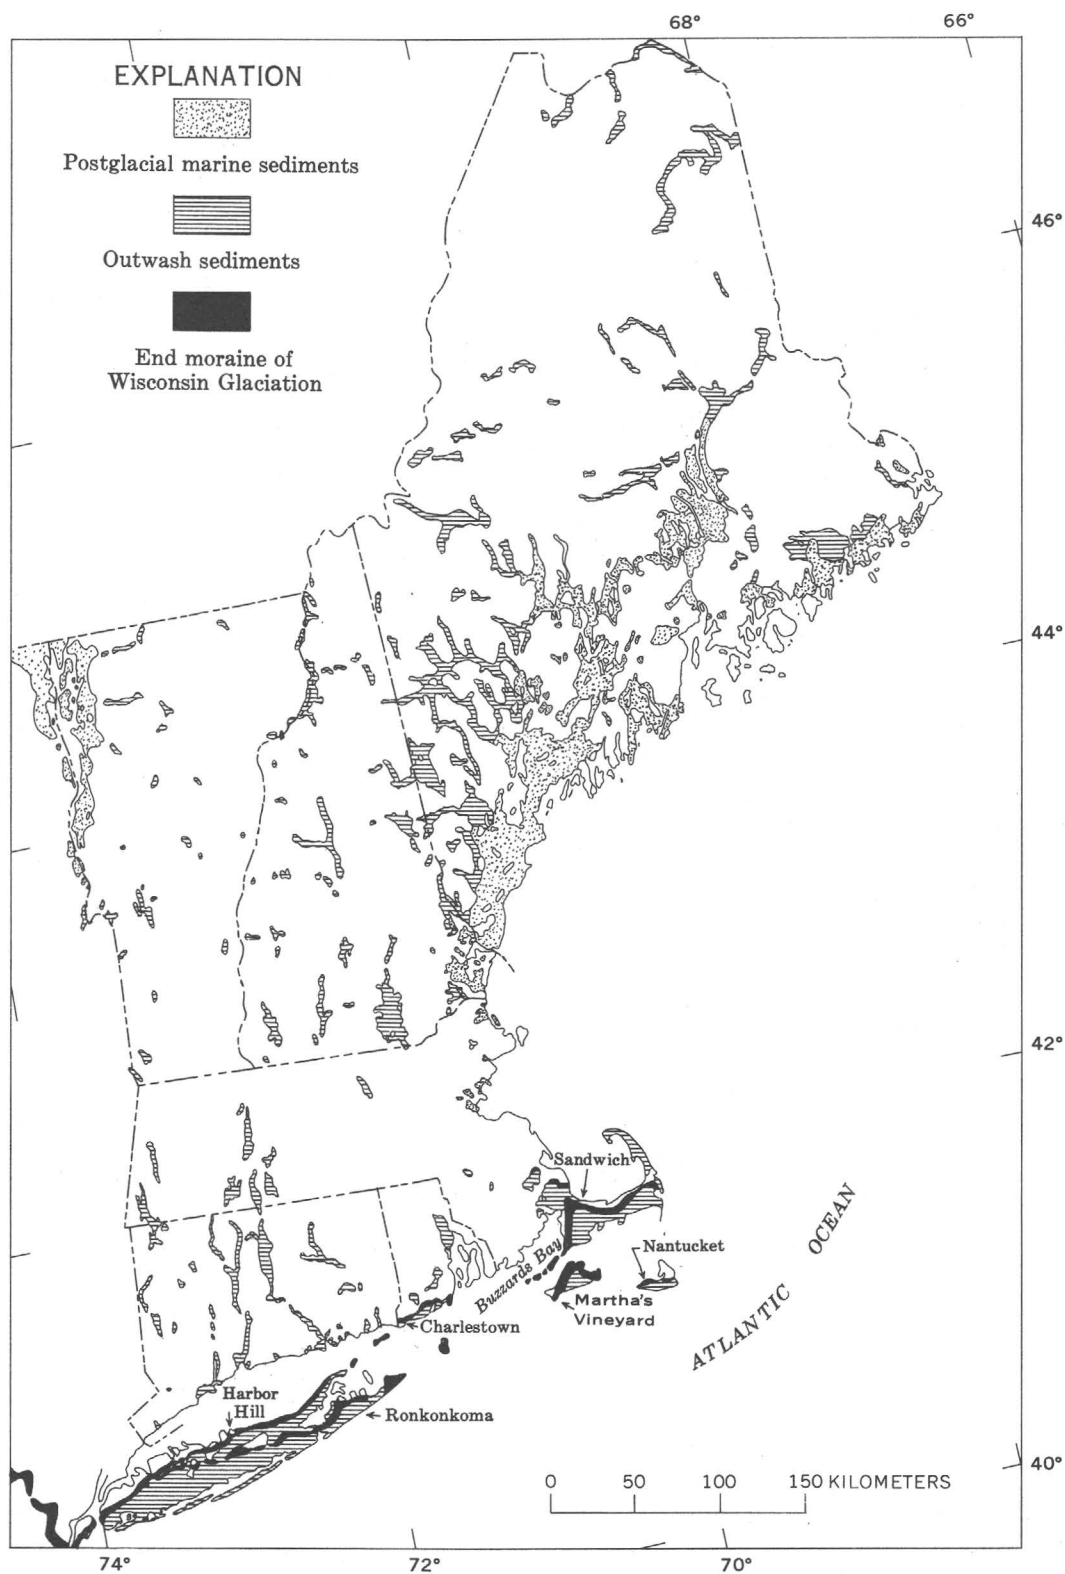 68°
66°
EXPLANATION
Postglacial marine sediments
Outwash sediments
End moraine of
Wisconsin Glaciation
46°
44°
42°
Sandwich
Nantucket
Buzzards Bay
Martha's
Vineyard
ATLANTIC OCEAN
Charlestown
Harbor
Hill
Ronkonkoma
40°
0 50 100 150 KILOMETERS
74°
72°
70°